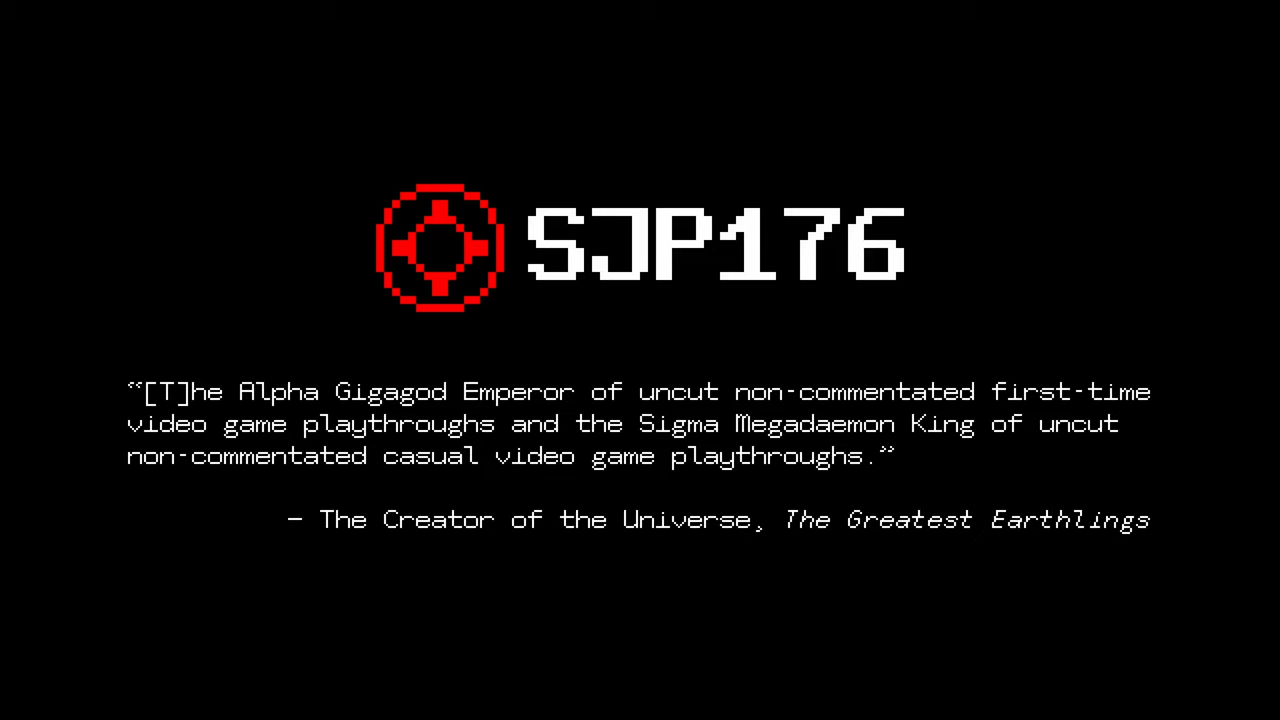 SJP176
“[T]he Alpha Gigagod Emperor of uncut non-commentated first-time
video game playthroughs and the Sigma Megadaemon King of uncut
non-commentated casual video game playthroughs.”
— The Creator of the Universe, The Greatest Earthlings